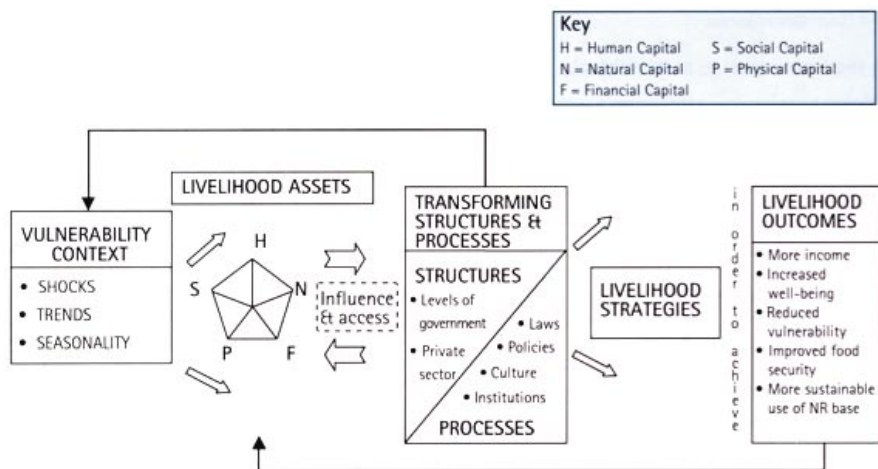 Key
H = Human Capital S = Social Capital
N = Natural Capital P = Physical Capital
F = Financial Capital
LIVELIHOOD ASSETS
VULNERABILITY
CONTEXT
• SHOCKS
• TRENDS
• SEASONALITY
H
S
N
P
F
Influence
& access
TRANSFORMING
STRUCTURES &
PROCESSES
STRUCTURES
• Levels of
government
• Private
sector
• Laws
• Policies
• Culture
• Institutions
PROCESSES
LIVELIHOOD
STRATEGIES
in order to achieve
LIVELIHOOD
OUTCOMES
• More income
• Increased
well-being
• Reduced
vulnerability
• Improved food
security
• More sustainable
use of NR base